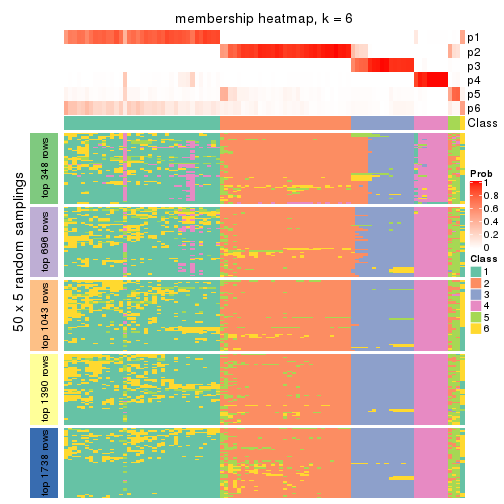 membership heatmap, k = 6
p1
p2
p3
p4
p5
p6
Class
50 x 5 random samplings
top 348 rows
top 696 rows
top 1043 rows
top 1390 rows
top 1738 rows
Prob
1
0.8
0.6
0.4
0.2
0
Class
1
2
3
4
5
6